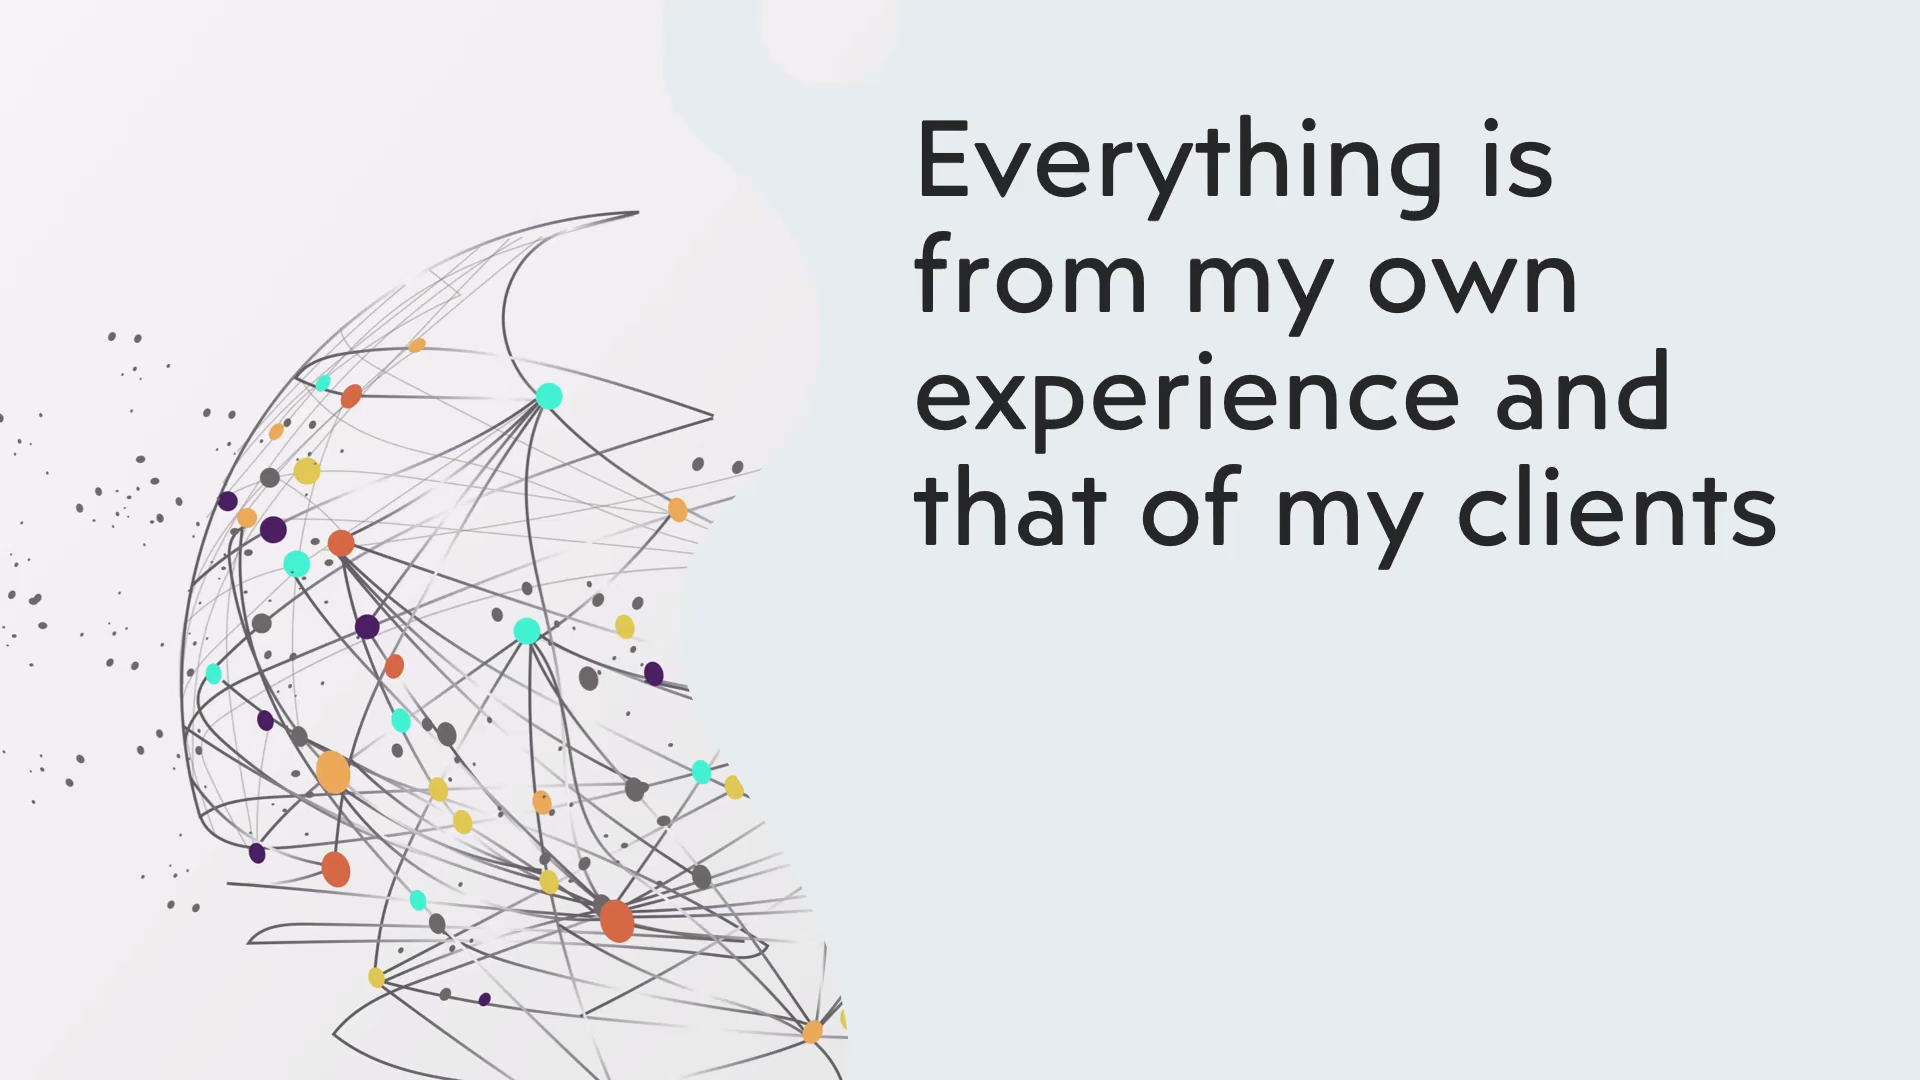 Everything is
from my own
experience and
that of my clients